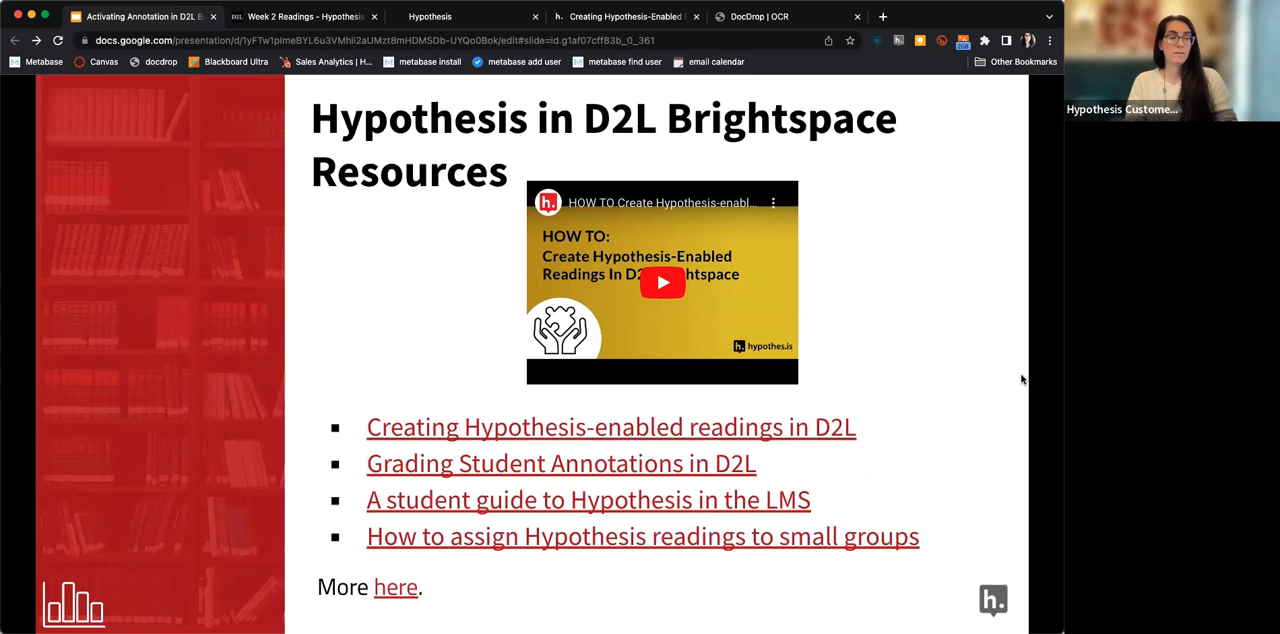 Activating Annotation in D2L B
Week 2 Readings - Hypothesis
Hypothesis
Creating Hypothesis-Enabled
DocDrop | OCR
docs.google.com/presentation/d/1yFTw1pImeBYL6u3VMhii2aUMzt8mHDMSDb-UYQo0Bok/edit#slide=id.g1af07cff83b_0_361
208
Metabase
Canvas
docdrop
Blackboard Ultra
Sales Analytics | H...
metabase install
metabase add user
metabase find user
email calendar
Other Bookmarks
Hypothesis Custome...
Hypothesis in D2L Brightspace
Resources
h. HOW TO Create Hypothesis-enabl...
HOW TO:
Create Hypothesis-Enabled
Readings In D2L Brightspace
h. hypothes.is
Creating Hypothesis-enabled readings in D2L
Grading Student Annotations in D2L
A student guide to Hypothesis in the LMS
How to assign Hypothesis readings to small groups
More here.
h.